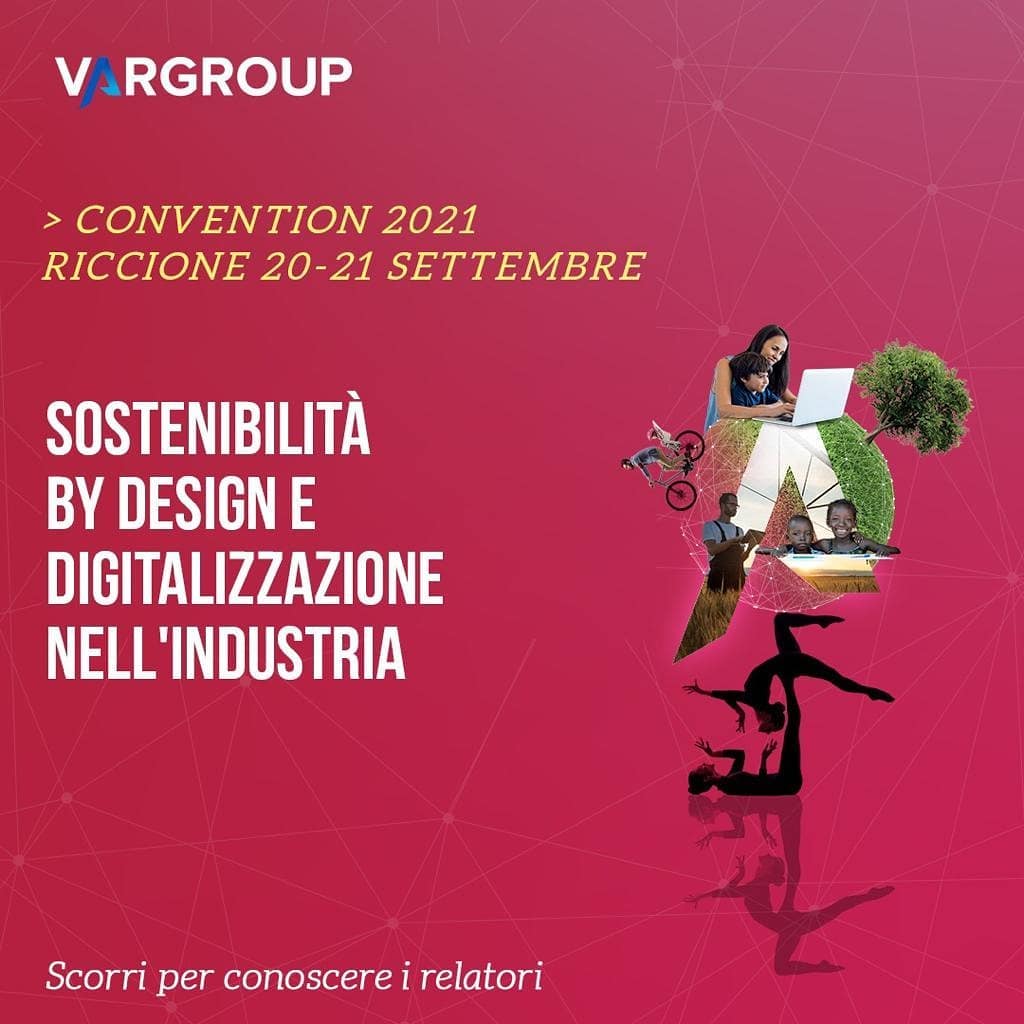 VARGROUP
> CONVENTION 2021
RICCIONE 20-21 SETTEMBRE
SOSTENIBILITÀ
BY DESIGN E
DIGITALIZZAZIONE
NELL'INDUSTRIA
Scorri per conoscere i relatori